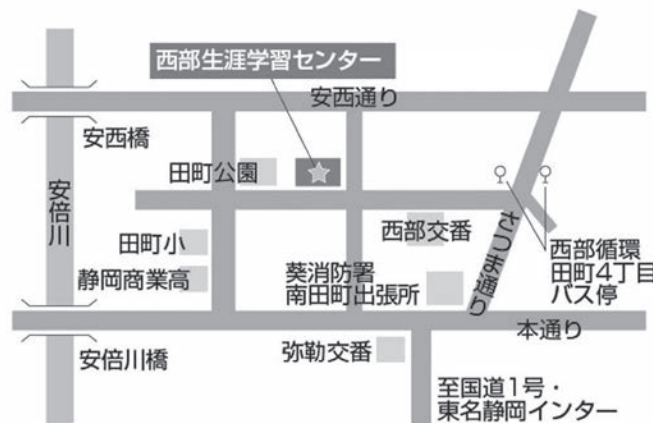 西部生涯学習センター
安西通り
安西橋
田町公園
安倍川
田町小
西部交番
さつま通り
西部循環
田町4丁目
バス停
静岡商業高
葵消防署
南田町出張所
本通り
安倍川橋
弥勒交番
至国道1号・
東名静岡インター